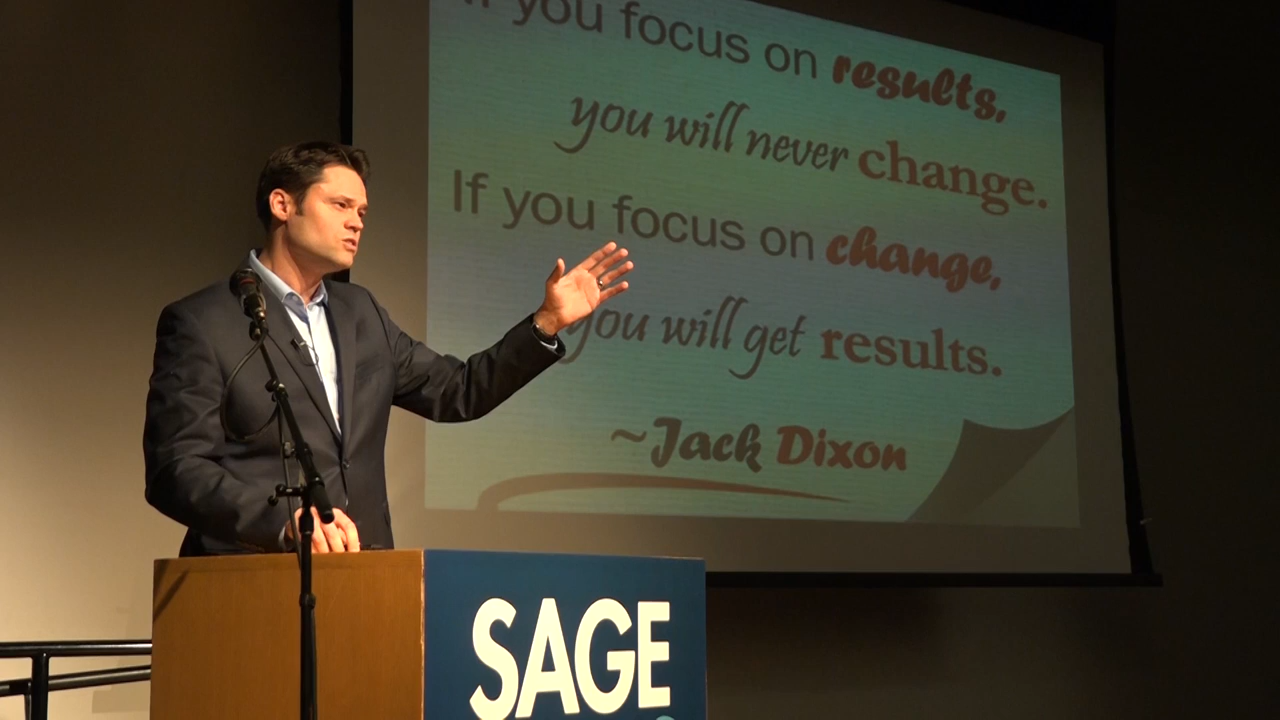 If you focus on results,
you will never change.
If you focus on change,
you will get results.
~Jack Dixon
SAGE